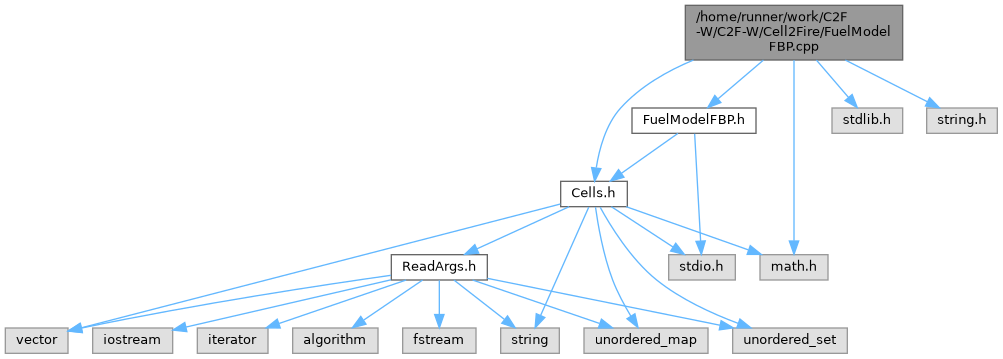 /home/runner/work/C2F
-W/C2F-W/Cell2Fire/FuelModel
FBP.cpp
FuelModelFBP.h
stdlib.h
string.h
Cells.h
ReadArgs.h
stdio.h
math.h
vector
iostream
iterator
algorithm
fstream
string
unordered_map
unordered_set